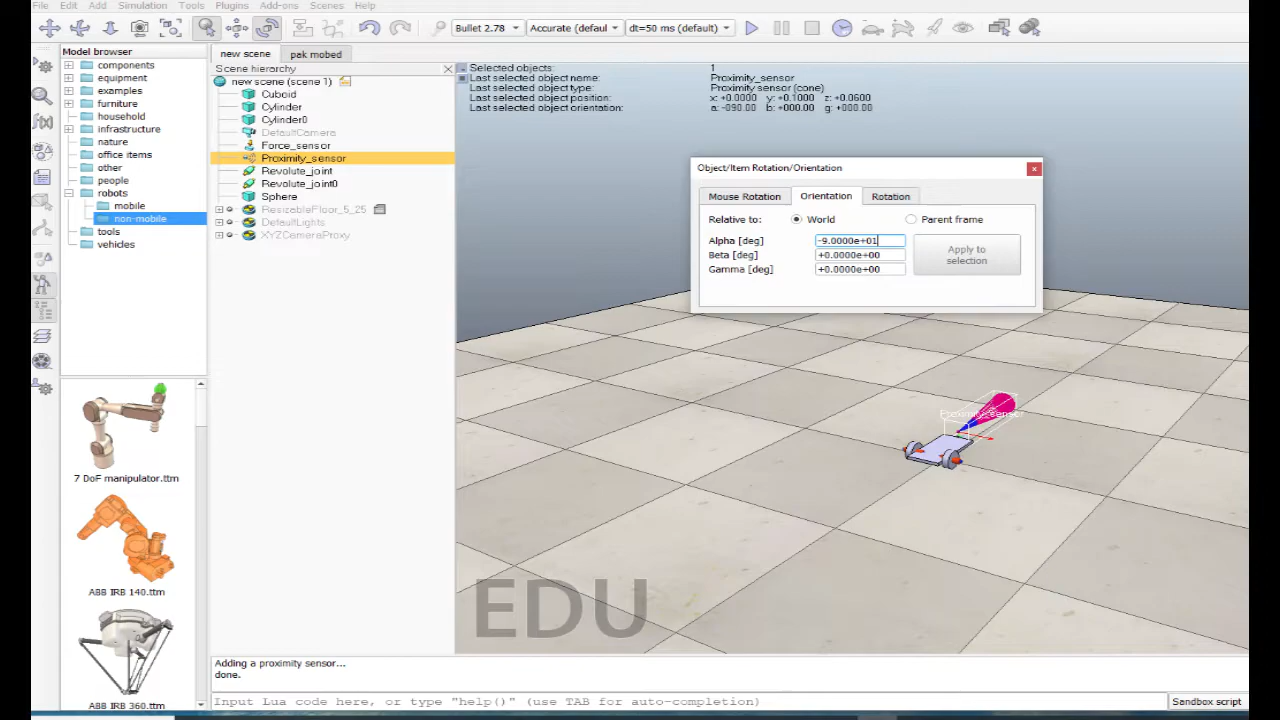 File Edit Add Simulation Tools Plugins Add-ons Scenes Help
Bullet 2.78 Accurate (defaul dt=50 ms (default)
Model browser
components
equipment
examples
furniture
household
infrastructure
nature
office items
other
people
robots
mobile
non-mobile
tools
vehicles
7 DoF manipulator.ttm
ABB IRB 140.ttm
ABB IRB 360.ttm
new scene pak mobed
Scene hierarchy
new scene (scene 1)
Cuboid
Cylinder
Cylinder0
DefaultCamera
Force_sensor
Proximity_sensor
Revolute_joint
Revolute_joint0
Sphere
ResizableFloor_5_25
DefaultLights
XYZCameraProxy
Selected objects: 1
Last selected object name: Proximity_sensor
Last selected object type: Proximity sensor (cone)
Last selected object position: x: +0.0000 y: +0.1000 z: +0.0600
Last selected object orientation: a: -090.00 b: +000.00 g: +000.00
Object/Item Rotation/Orientation
Mouse Rotation Orientation Rotation
Relative to: World Parent frame
Alpha [deg] -9.0000e+01
Beta [deg] +0.0000e+00
Gamma [deg] +0.0000e+00
Apply to
selection
Proximity_sensor
EDU
Adding a proximity sensor...
done.
Input Lua code here, or type "help()" (use TAB for auto-completion)
Sandbox script